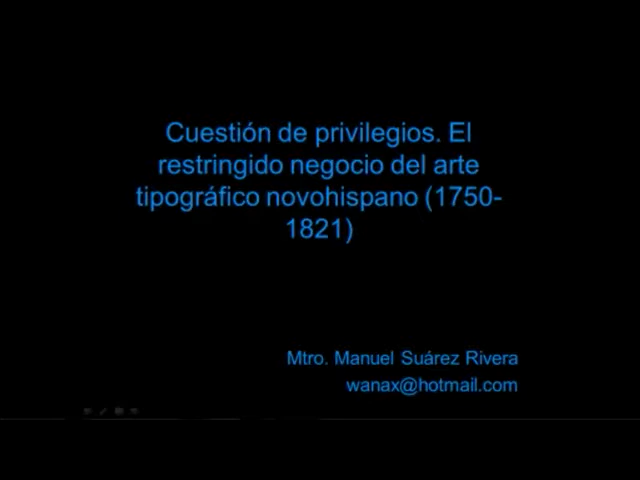 Cuestión de privilegios. El
restringido negocio del arte
tipográfico novohispano (1750-
1821)
Mtro. Manuel Suárez Rivera
wanax@hotmail.com